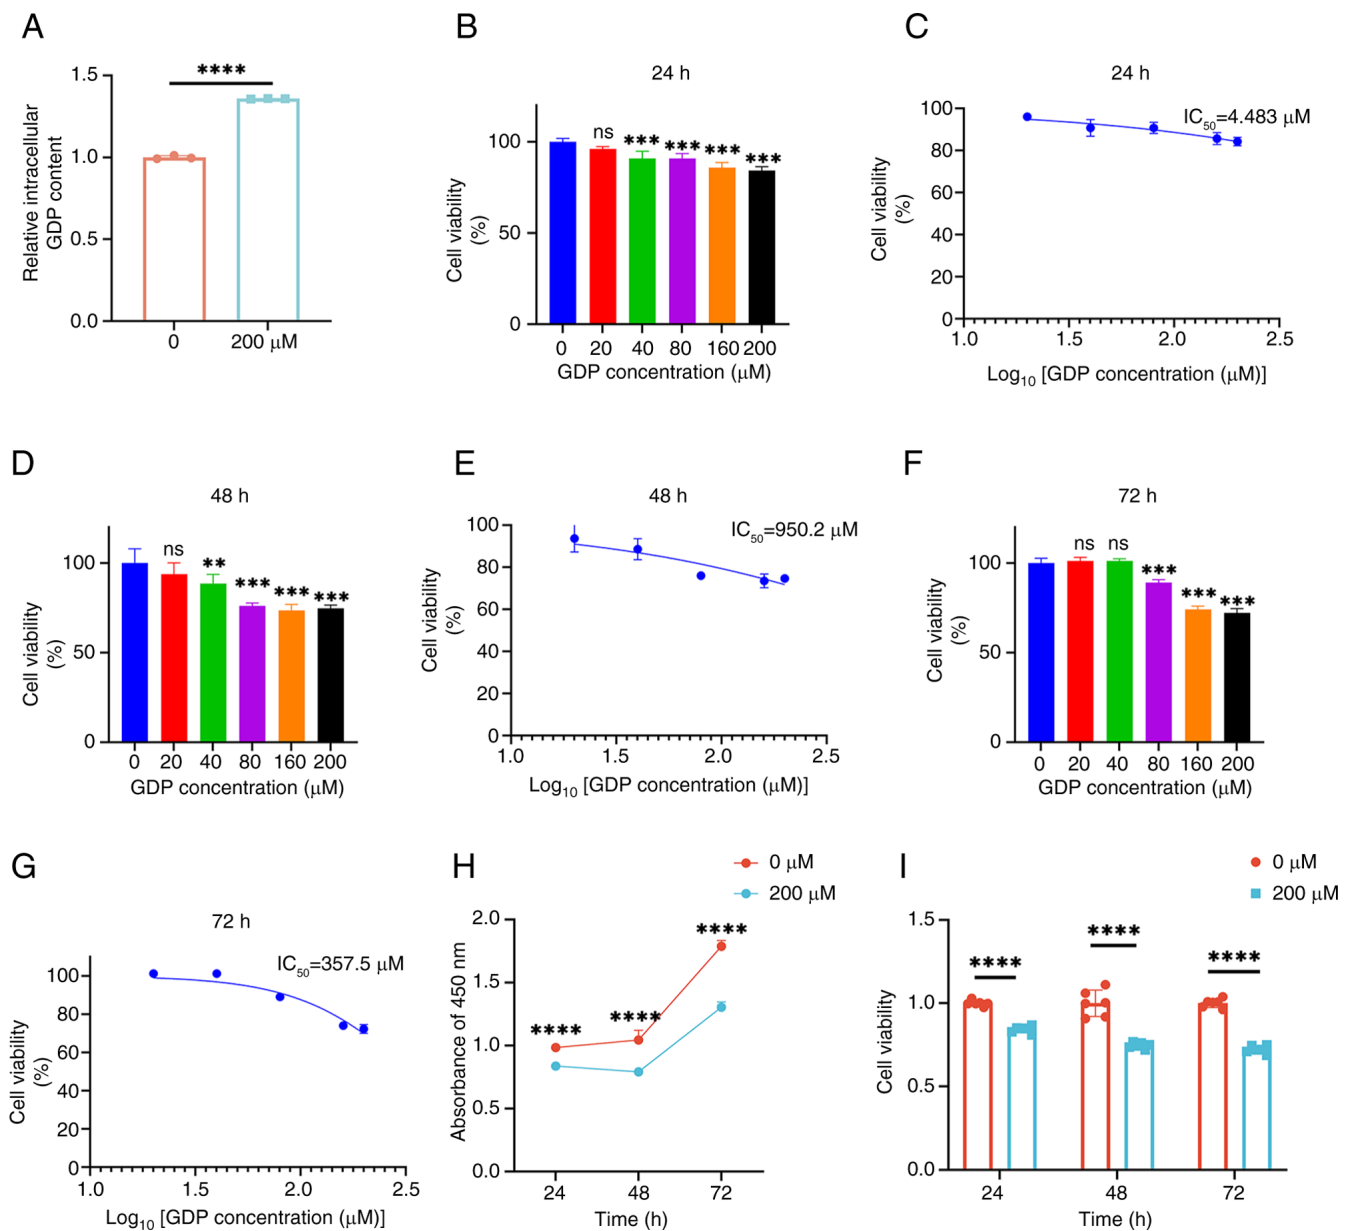 A
****
1.5
1.0
0.5
0.0
Relative intracellular
GDP content
0
200 μM
B
24 h
ns
***
***
***
***
100
50
0
Cell viability
(%)
0 20 40 80 160 200
GDP concentration (μM)
C
24 h
IC50=4.483 μM
100
80
60
40
20
0
Cell viability
(%)
1.0 1.5 2.0 2.5
Log10 [GDP concentration (μM)]
D
48 h
ns
**
***
***
***
100
50
0
Cell viability
(%)
0 20 40 80 160 200
GDP concentration (μM)
E
48 h
IC50=950.2 μM
100
80
60
40
20
0
Cell viability
(%)
1.0 1.5 2.0 2.5
Log10 [GDP concentration (μM)]
F
72 h
ns
ns
***
***
***
100
50
0
Cell viability
(%)
0 20 40 80 160 200
GDP concentration (μM)
G
72 h
IC50=357.5 μM
100
80
60
40
20
0
Cell viability
(%)
1.0 1.5 2.0 2.5
Log10 [GDP concentration (μM)]
H
0 μM
200 μM
****
****
****
2.0
1.5
1.0
0.5
0.0
Absorbance of 450 nm
24 48 72
Time (h)
I
0 μM
200 μM
****
****
****
1.5
1.0
0.5
0.0
Cell viability
24 48 72
Time (h)